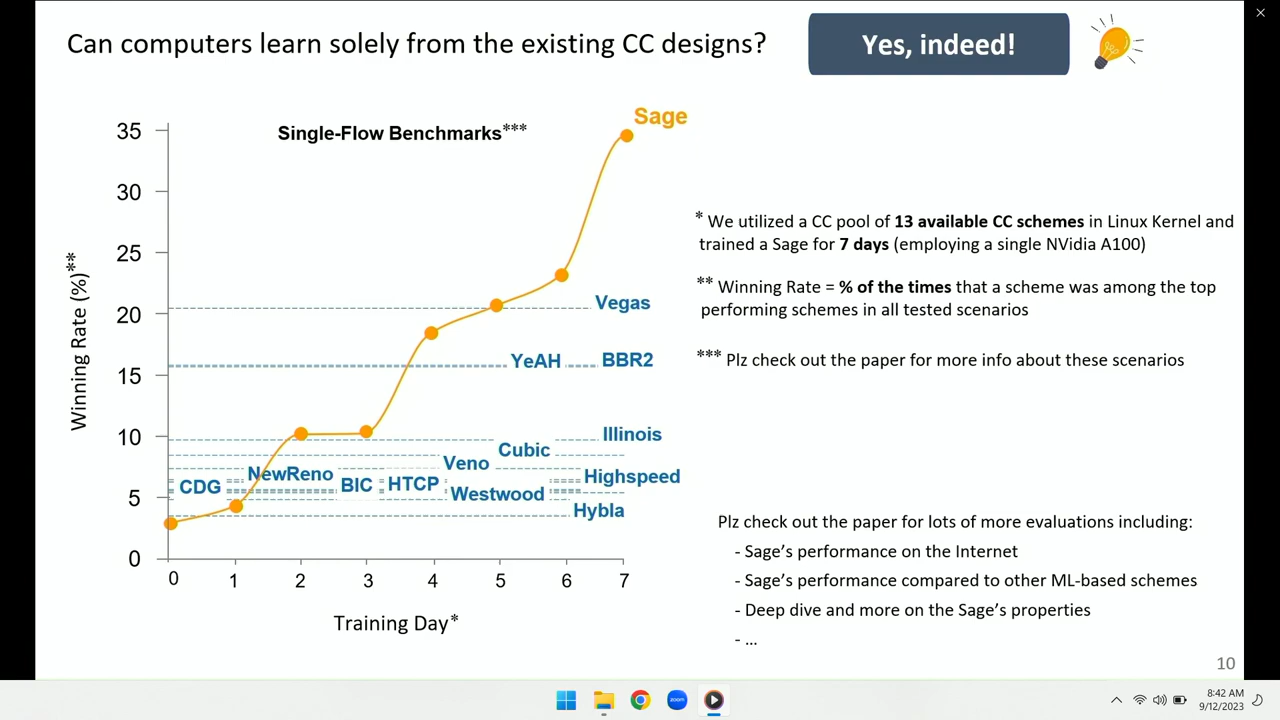 Can computers learn solely from the existing CC designs?
Yes, indeed!
Single-Flow Benchmarks***
Sage
35
30
25
20
15
10
5
0
Winning Rate (%)**
Vegas
YeAH
BBR2
Illinois
Cubic
Veno
NewReno
Highspeed
CDG
BIC
HTCP
Westwood
Hybla
0 1 2 3 4 5 6 7
Training Day*
* We utilized a CC pool of 13 available CC schemes in Linux Kernel and
trained a Sage for 7 days (employing a single NVidia A100)
** Winning Rate = % of the times that a scheme was among the top
performing schemes in all tested scenarios
*** Plz check out the paper for more info about these scenarios
Plz check out the paper for lots of more evaluations including:
- Sage's performance on the Internet
- Sage's performance compared to other ML-based schemes
- Deep dive and more on the Sage's properties
- ...
10
zoom
8:42 AM
9/12/2023